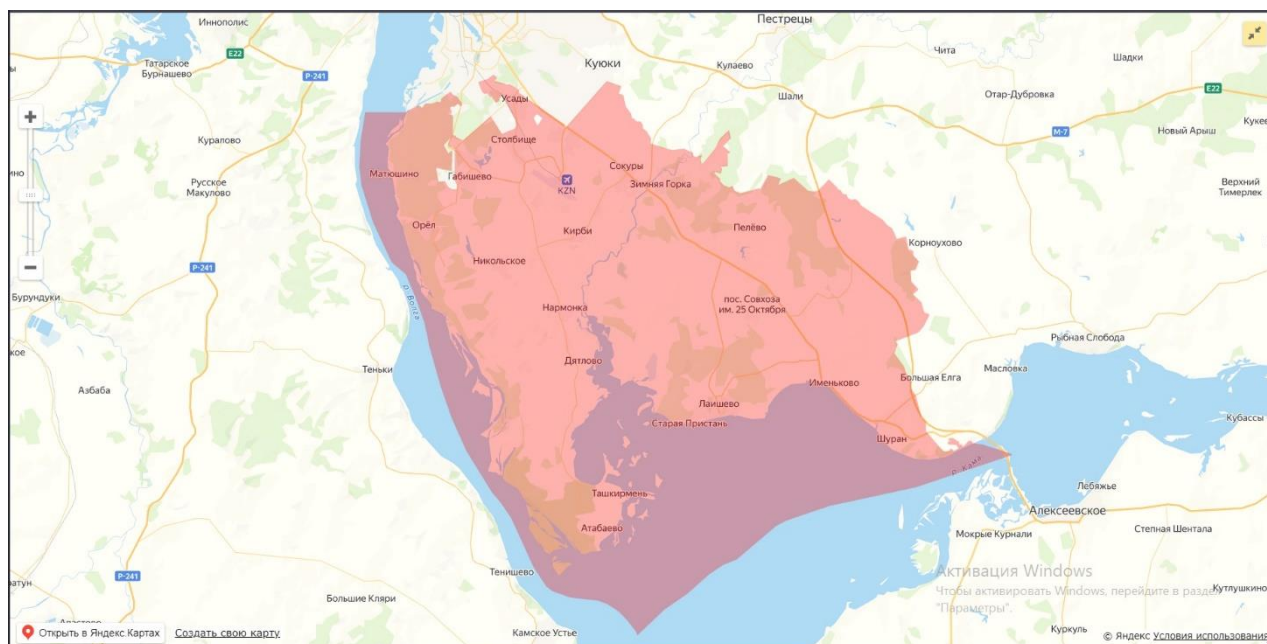 Пестрецы
Иннополис
E22
Чита
Татарское
Бурнашево
Р-241
Куюки
Кулаево
Шадки
Отар-Дубровка
E22
Шали
Усады
М-7
Новый Арыш
Куралово
Столбище
Матюшино
Габишево
KZN
Сокуры
Зимняя Горка
Русское
Макулово
Верхний
Тимерлек
Орёл
Кирби
Пелёво
Корноухово
Никольское
Р-241
р. Волга
Бурундуки
Нармонка
пос. Совхоза
им. 25 Октября
Рыбная Слобода
Дятлово
Теньки
Масловка
Азбаба
Именьково
Большая Елга
Лаишево
Старая Пристань
Кубассы
Шуран
р. Кама
Лебяжье
Ташкирмень
Алексеевское
Атабаево
Мокрые Курнали
Степная Шентала
Тенишево
Р-241
Активация Windows
Чтобы активировать Windows, перейдите в раздел
"Параметры".
Кутлушкино
Большие Кляри
Открыть в Яндекс.Картах
Создать свою карту
Камское Устье
Куркуль
© Яндекс Условия использования